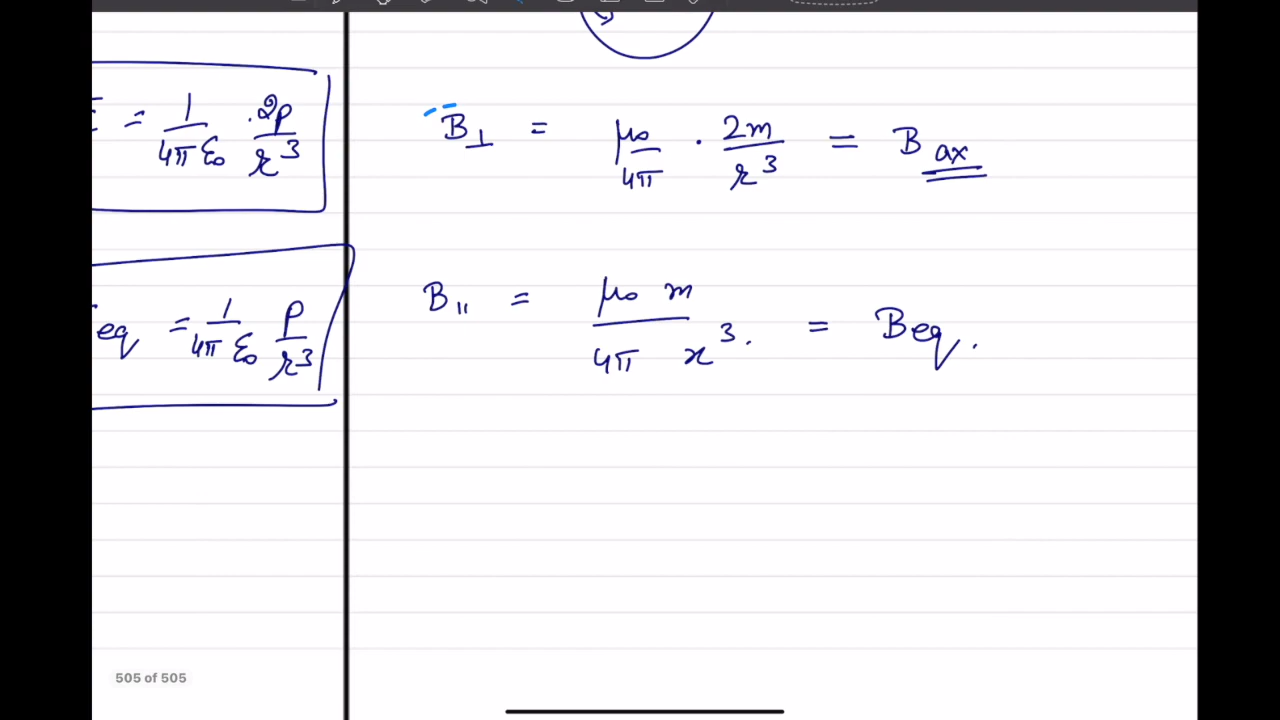 E = 1/4πε₀ · 2p/r³
B⊥ = μ₀/4π · 2m/r³ = B ax
eq = 1/4πε₀ p/r³
B॥ = μ₀ m/4π x³. = Beq.
505 of 505